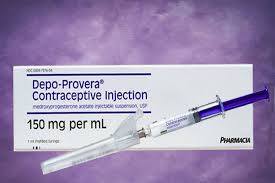 Depo-Provera®
Contraceptive Injection
medroxyprogesterone acetate injectable suspension, USP
150 mg per mL
PHARMACIA